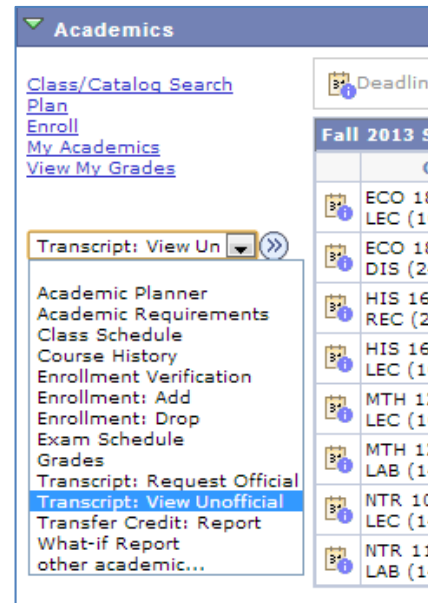 Academics
Class/Catalog Search
Plan
Enroll
My Academics
View My Grades
Transcript: View Un
Academic Planner
Academic Requirements
Class Schedule
Course History
Enrollment Verification
Enrollment: Add
Enrollment: Drop
Exam Schedule
Grades
Transcript: Request Official
Transcript: View Unofficial
Transfer Credit: Report
What-if Report
other academic...
Deadlin
Fall 2013 S
ECO 18
LEC (1
ECO 18
DIS (2
HIS 16
REC (2
HIS 16
LEC (1
MTH 1
LEC (1
MTH 1
LAB (1
NTR 10
LEC (1
NTR 11
LAB (1